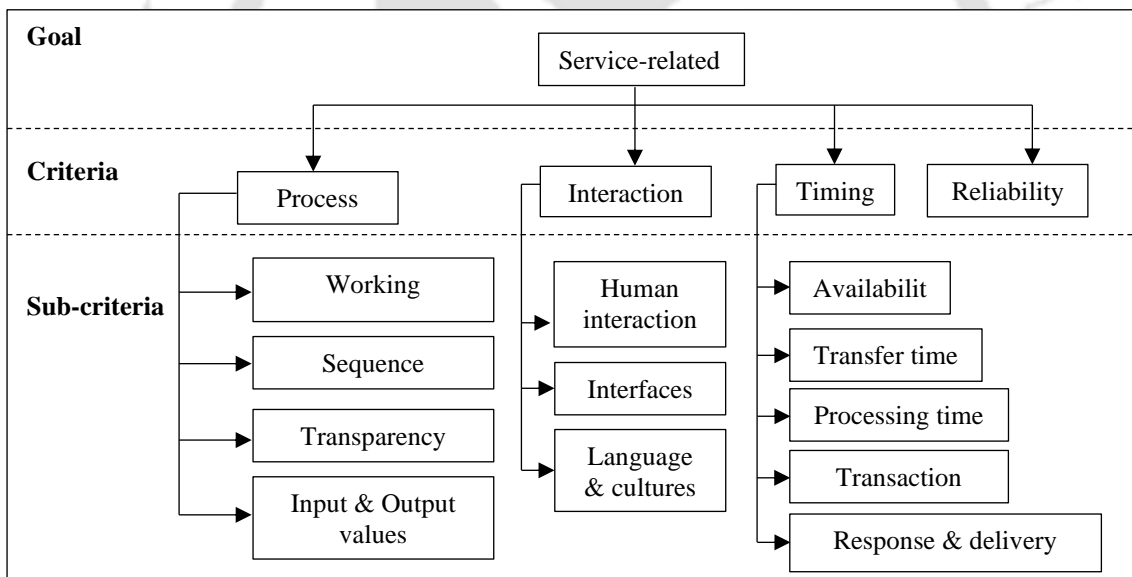 Goal
Service-related
Criteria
Process
Interaction
Timing
Reliability
Sub-criteria
Working
Sequence
Transparency
Input & Output
values
Human
interaction
Interfaces
Language
& cultures
Availabilit
Transfer time
Processing time
Transaction
Response & delivery